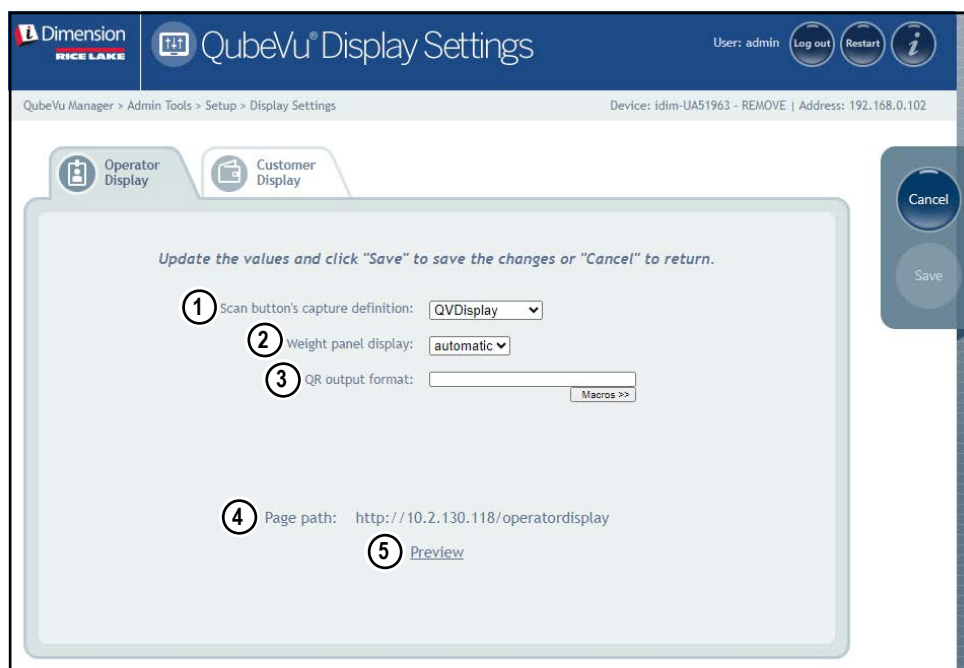 iDimension
RICE LAKE
QubeVu® Display Settings
User: admin
Log out
Restart
i
QubeVu Manager > Admin Tools > Setup > Display Settings
Device: idim-UA51963 - REMOVE | Address: 192.168.0.102
Operator
Display
Customer
Display
Cancel
Save
Update the values and click "Save" to save the changes or "Cancel" to return.
1 Scan button's capture definition: QVDisplay
2 Weight panel display: automatic
3 QR output format:
Macros >>
4 Page path: http://10.2.130.118/operatordisplay
5 Preview